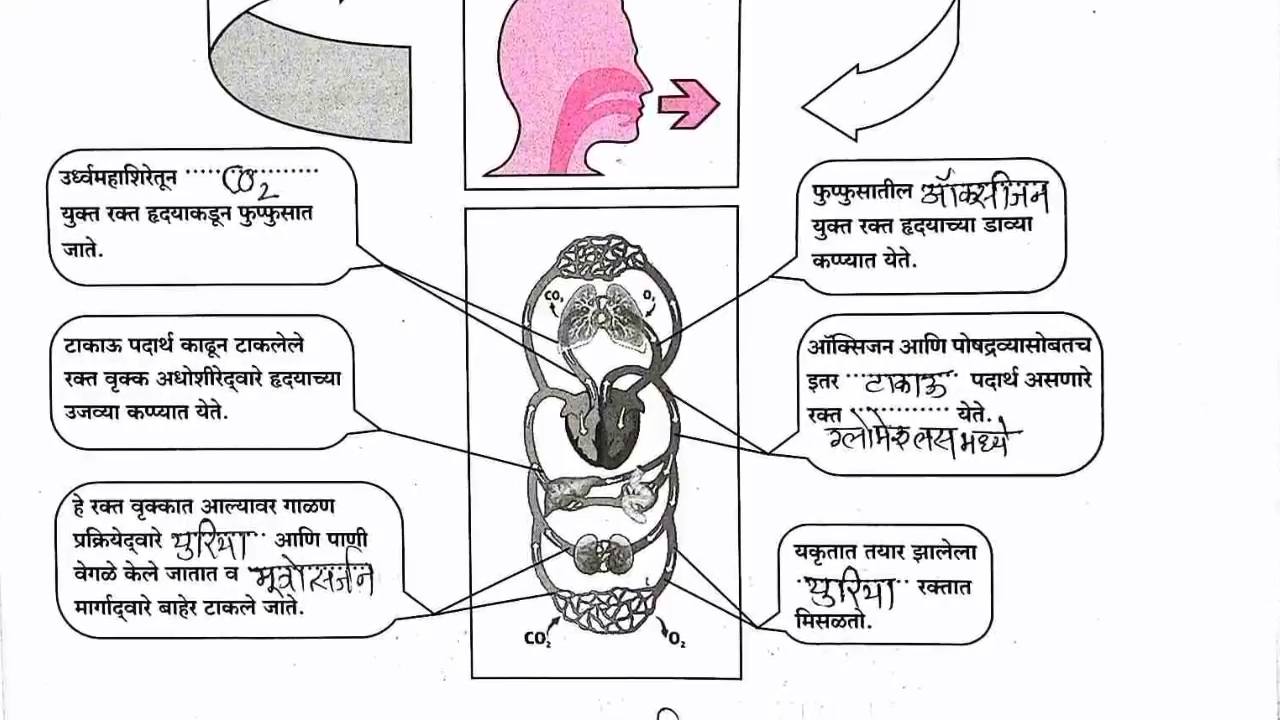 उर्ध्वमहाशिरेतून ...... CO2 ......
युक्त रक्त हृदयाकडून फुप्फुसात
जाते.
टाकाऊ पदार्थ काढून टाकलेले
रक्त वृक्क अधोशीरेद्वारे हृदयाच्या
उजव्या कप्प्यात येते.
हे रक्त वृक्कात आल्यावर गाळण
प्रक्रियेद्वारे युरिया आणि पाणी
वेगळे केले जातात व मूत्रोत्सर्जन
मार्गाद्वारे बाहेर टाकले जाते.
CO2
O2
CO2
O2
फुप्फुसातील ऑक्सीजन
युक्त रक्त हृदयाच्या डाव्या
कप्प्यात येते.
ऑक्सिजन आणि पोषद्रव्यासोबतच
इतर टाकाऊ पदार्थ असणारे
रक्त ............ येते.
ग्लोमेरुलस मध्ये
यकृतात तयार झालेला
युरिया रक्तात
मिसळतो.